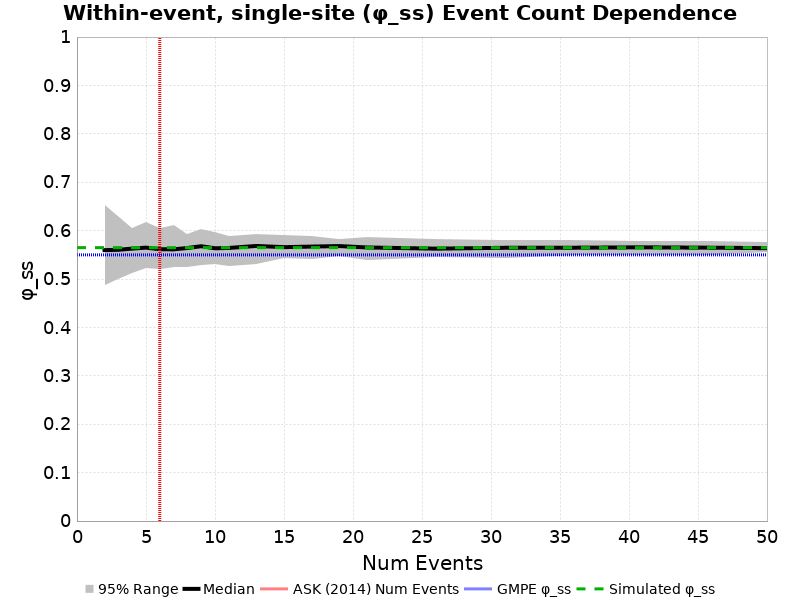 Within-event, single-site (φ_ss) Event Count Dependence
1
0.9
0.8
0.7
0.6
0.5
0.4
0.3
0.2
0.1
0
φ_ss
0 5 10 15 20 25 30 35 40 45 50
Num Events
95% Range Median ASK (2014) Num Events GMPE φ_ss Simulated φ_ss